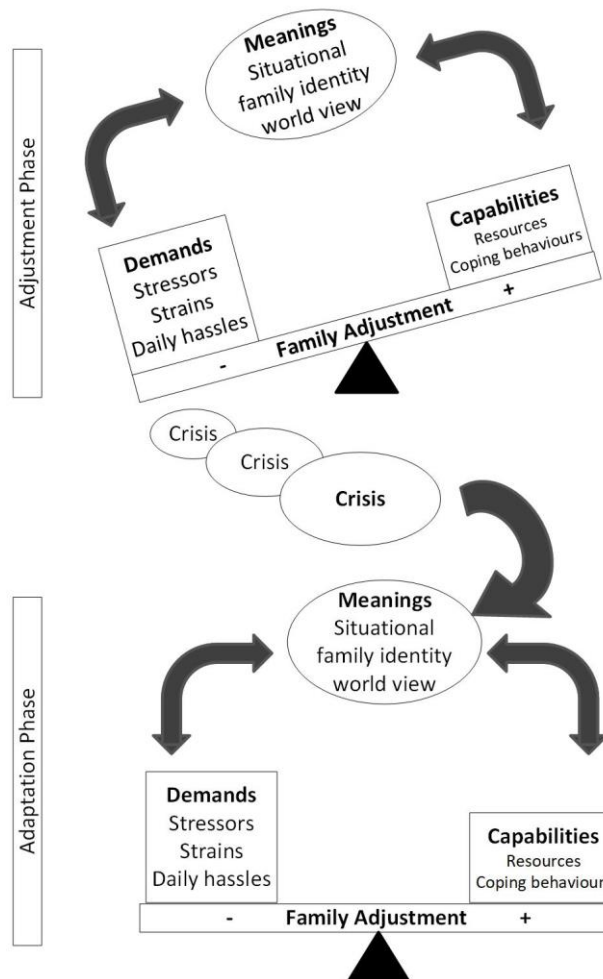 Adjustment Phase
Meanings
Situational
family identity
world view
Demands
Stressors
Strains
Daily hassles
Capabilities
Resources
Coping behaviours
- Family Adjustment +
Crisis
Crisis
Crisis
Adaptation Phase
Meanings
Situational
family identity
world view
Demands
Stressors
Strains
Daily hassles
Capabilities
Resources
Coping behaviour
- Family Adjustment +